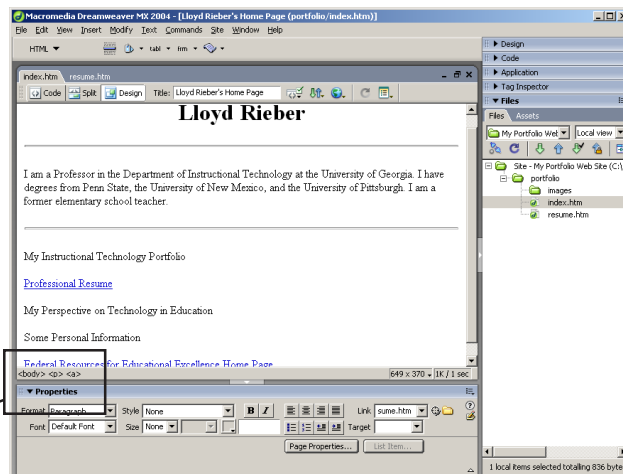 Macromedia Dreamweaver MX 2004 - [Lloyd Rieber's Home Page (portfolio/index.htm)]
File Edit View Insert Modify Text Commands Site Window Help
HTML tabl frm
index.htm resume.htm
Code Split Design Title: Lloyd Rieber's Home Page
Lloyd Rieber
I am a Professor in the Department of Instructional Technology at the University of Georgia. I have
degrees from Penn State, the University of New Mexico, and the University of Pittsburgh. I am a
former elementary school teacher.
My Instructional Technology Portfolio
Professional Resume
My Perspective on Technology in Education
Some Personal Information
Federal Resources for Educational Excellence Home Page
<body> <p> <a> 649 x 370 1K / 1 sec
Properties
Format Paragraph Style None B I Link sume.htm
Font Default Font Size None Target
Page Properties... List Item...
Design
Code
Application
Tag Inspector
Files
Files Assets
My Portfolio Wet Local view
Site - My Portfolio Web Site (C:\
portfolio
images
index.htm
resume.htm
1 local items selected totalling 836 byte